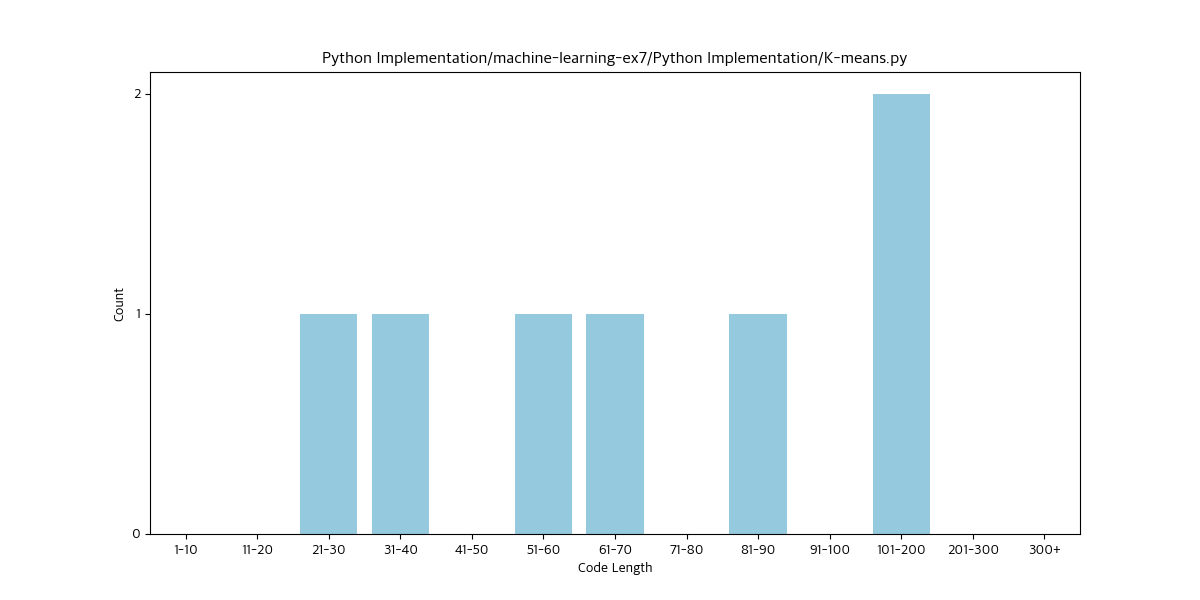 Python Implementation/machine-learning-ex7/Python Implementation/K-means.py
Count
2
1
0
1-10 11-20 21-30 31-40 41-50 51-60 61-70 71-80 81-90 91-100 101-200 201-300 300+
Code Length